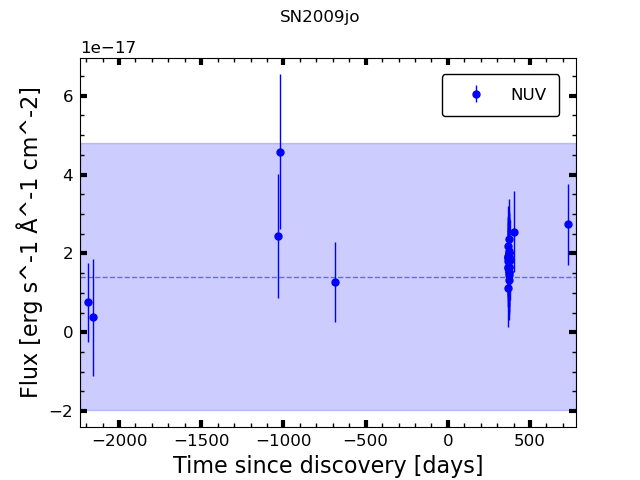 SN2009jo
1e−17
NUV
6
4
2
0
−2
Flux [erg s^-1 Å^-1 cm^-2]
−2000 −1500 −1000 −500 0 500
Time since discovery [days]